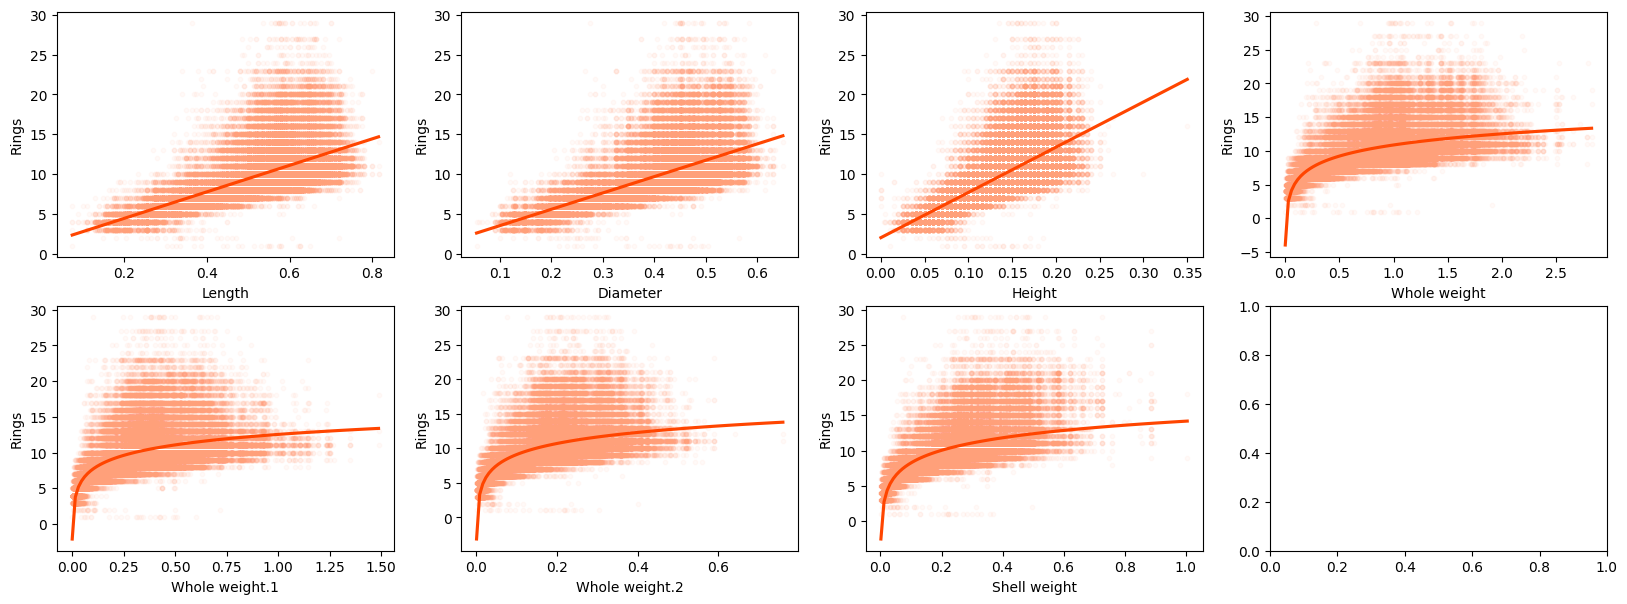 30
25
20
15
10
5
0
Rings
0.2 0.4 0.6 0.8
Length
30
25
20
15
10
5
0
Rings
0.1 0.2 0.3 0.4 0.5 0.6
Diameter
30
25
20
15
10
5
0
Rings
0.00 0.05 0.10 0.15 0.20 0.25 0.30 0.35
Height
30
25
20
15
10
5
0
−5
Rings
0.0 0.5 1.0 1.5 2.0 2.5
Whole weight
30
25
20
15
10
5
0
Rings
0.00 0.25 0.50 0.75 1.00 1.25 1.50
Whole weight.1
30
25
20
15
10
5
0
Rings
0.0 0.2 0.4 0.6
Whole weight.2
30
25
20
15
10
5
0
Rings
0.0 0.2 0.4 0.6 0.8 1.0
Shell weight
1.0
0.8
0.6
0.4
0.2
0.0
0.0 0.2 0.4 0.6 0.8 1.0